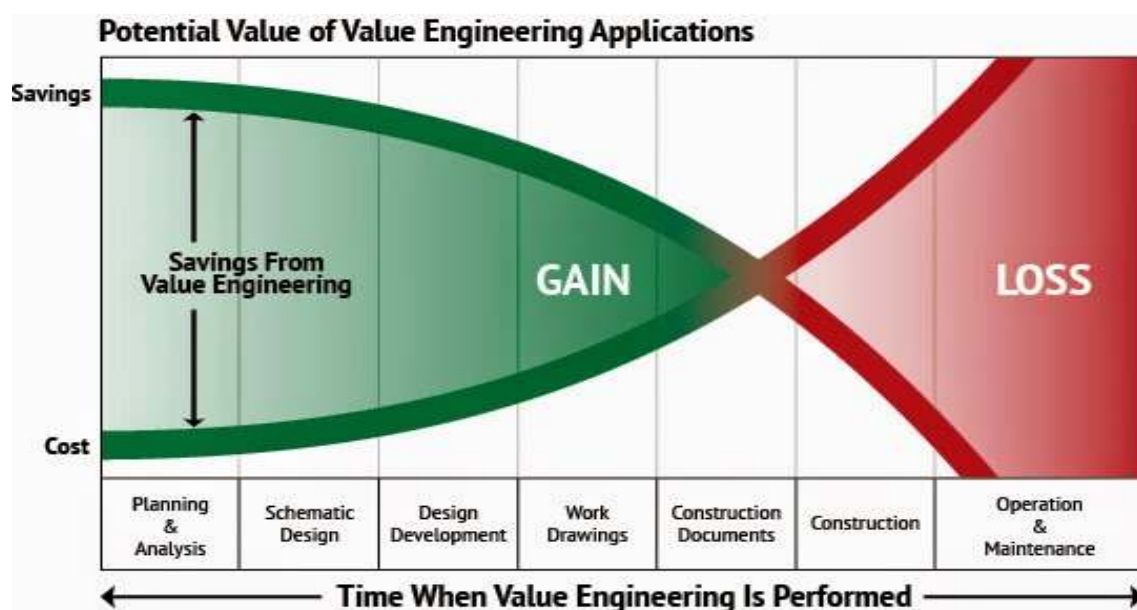 Potential Value of Value Engineering Applications
Savings
Savings From
Value Engineering
GAIN
LOSS
Cost
Planning
&
Analysis
Schematic
Design
Design
Development
Work
Drawings
Construction
Documents
Construction
Operation
&
Maintenance
Time When Value Engineering Is Performed